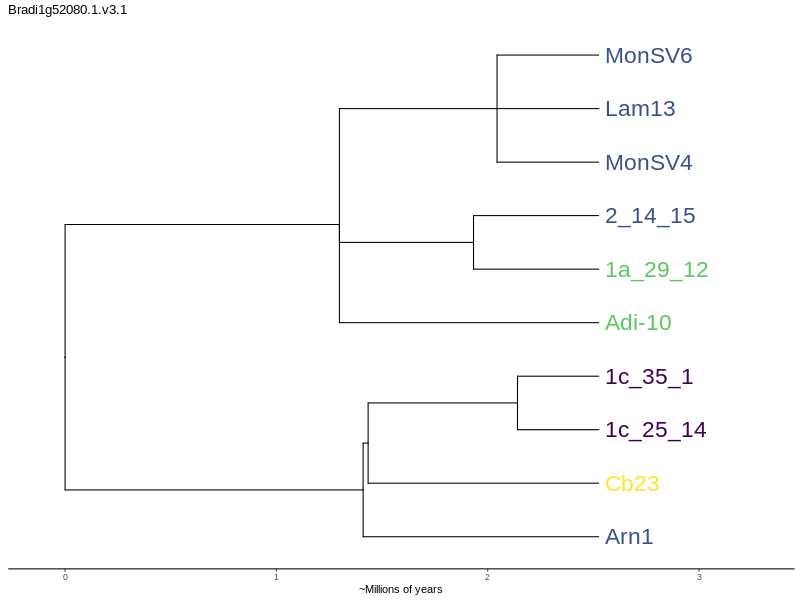 Bradi1g52080.1.v3.1
MonSV6
Lam13
MonSV4
2_14_15
1a_29_12
Adi-10
1c_35_1
1c_25_14
Cb23
Arn1
0 1 2 3
~Millions of years